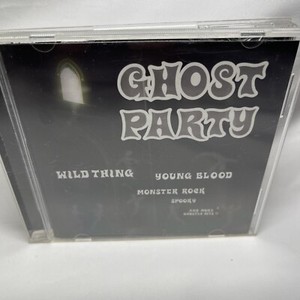 GHOST
PARTY
WILD THING YOUNG BLOOD
MONSTER ROCK
SPOOKY